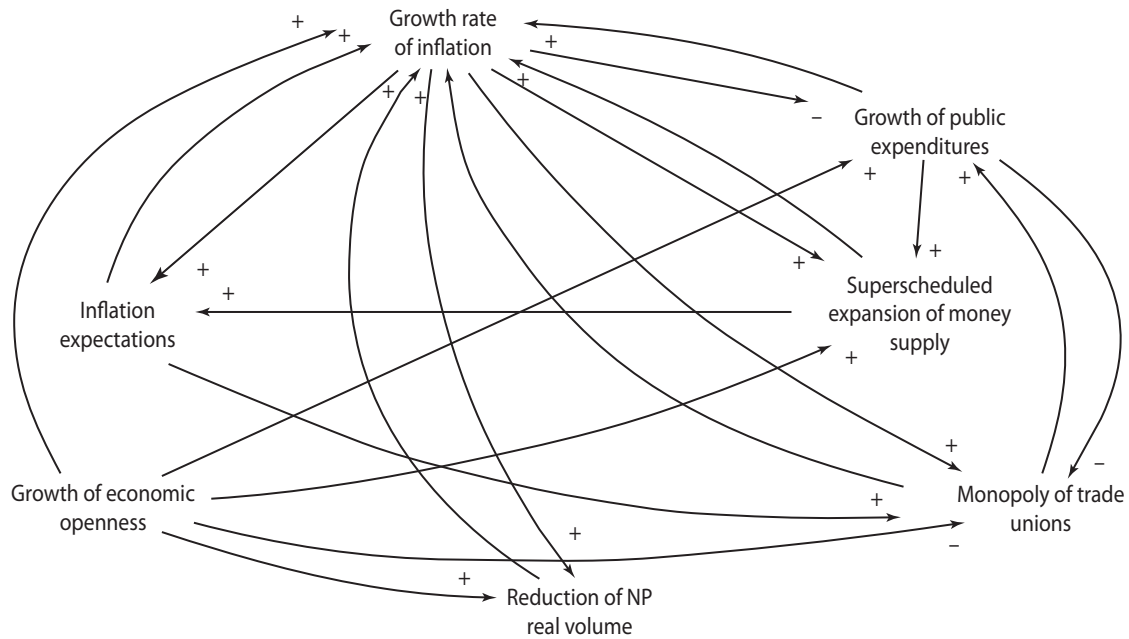 Growth rate
of inflation
+
+
+
+
+
+
–
Growth of public
expenditures
+
+
+
+
+
+
Inflation
expectations
Superscheduled
expansion of money
supply
+
+
–
Growth of economic
openness
+
Monopoly of trade
unions
+
–
+
Reduction of NP
real volume